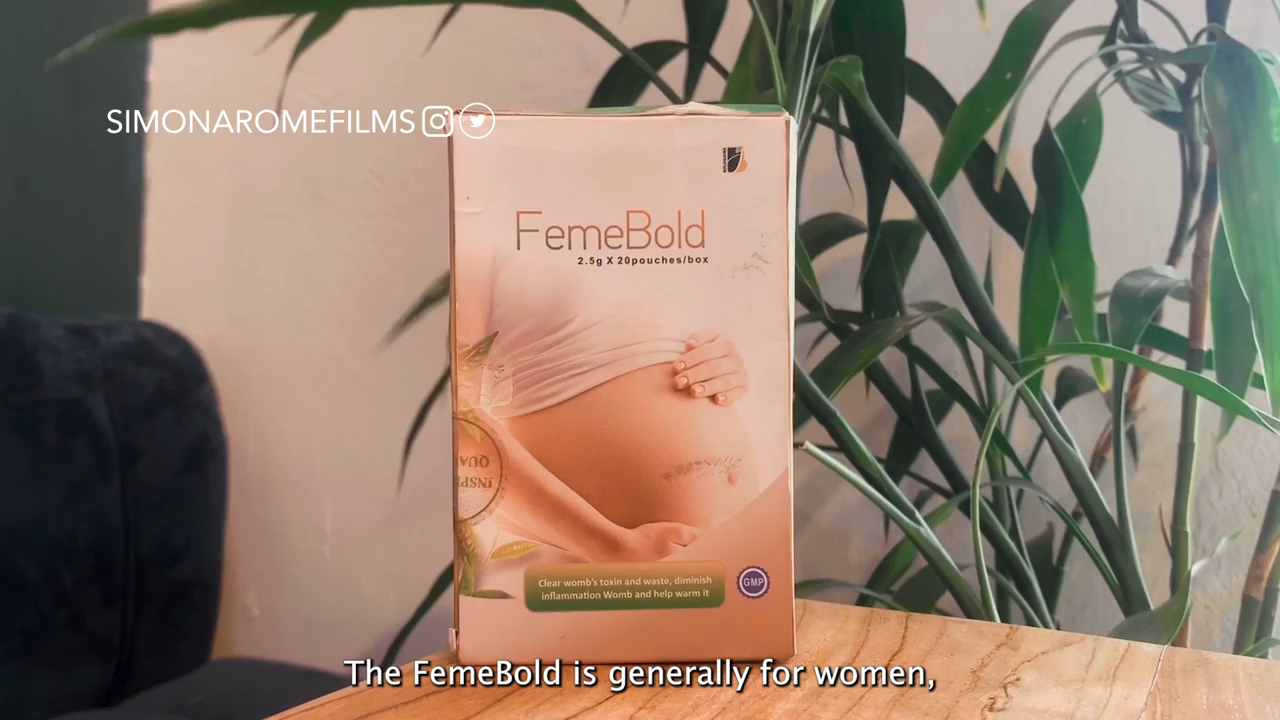 SIMONAROMEFILMS
FemeBold
2.5g X 20pouches/box
Clear womb's toxin and waste, diminish
inflammation Womb and help warm it
GMP
The FemeBold is generally for women,